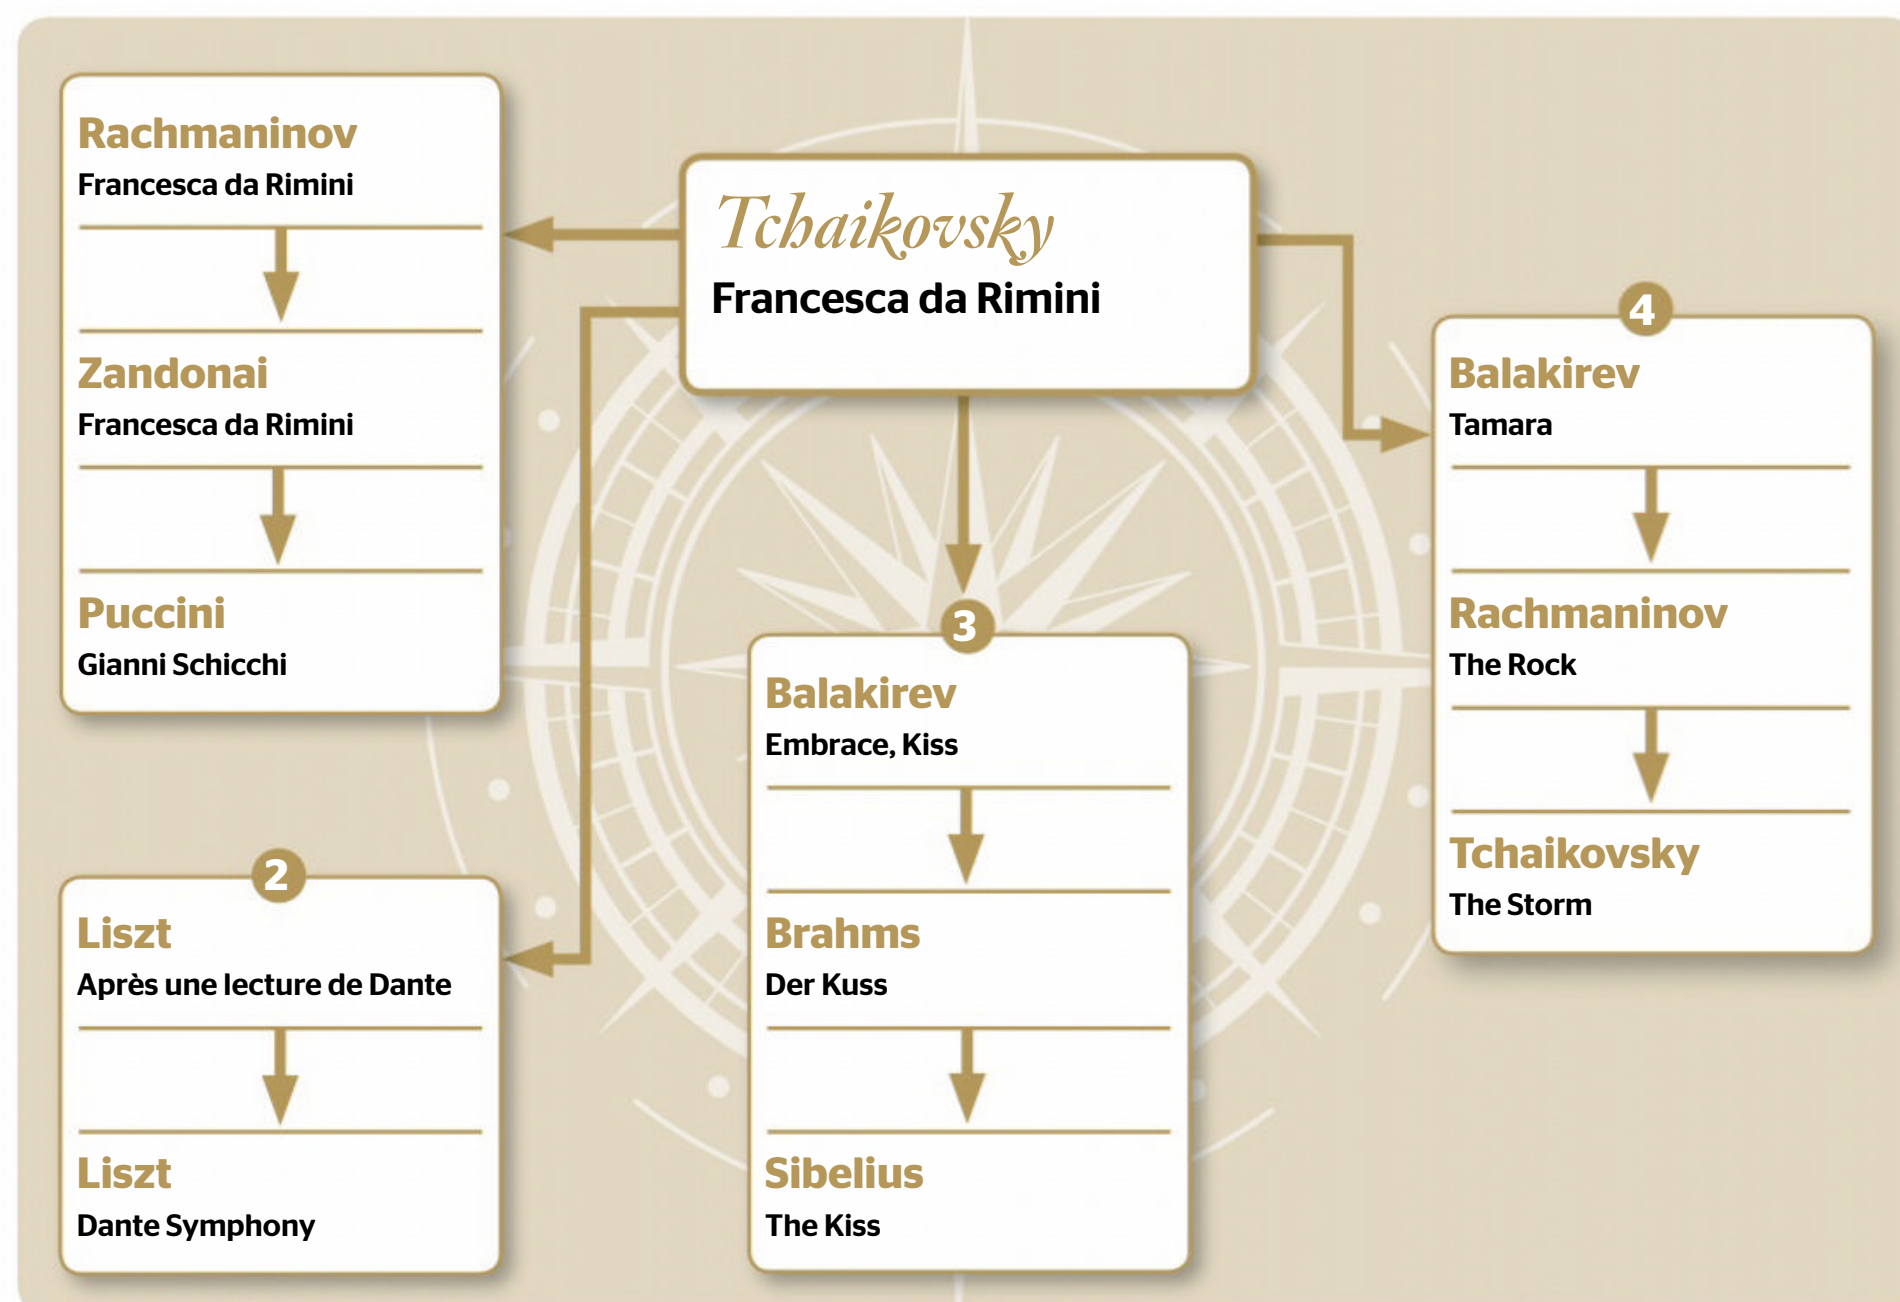 Tchaikovsky
Francesca da Rimini
Rachmaninov
Francesca da Rimini
Zandonai
Francesca da Rimini
Puccini
Gianni Schicchi
2
Liszt
Après une lecture de Dante
Liszt
Dante Symphony
3
Balakirev
Embrace, Kiss
Brahms
Der Kuss
Sibelius
The Kiss
4
Balakirev
Tamara
Rachmaninov
The Rock
Tchaikovsky
The Storm